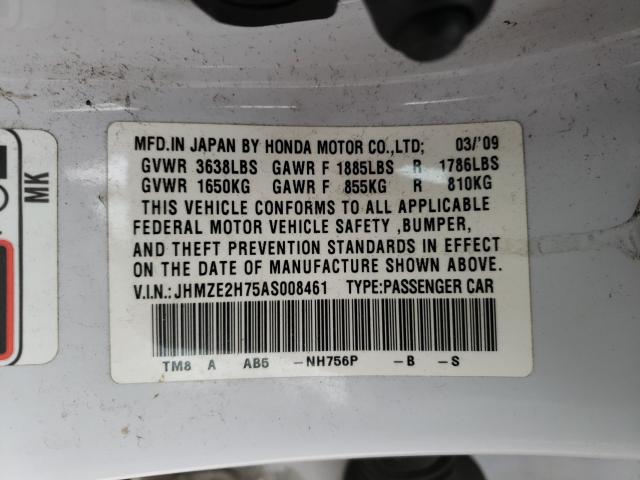 MFD.IN JAPAN BY HONDA MOTOR CO.,LTD; 03/'09
GVWR 3638LBS GAWR F 1885LBS R 1786LBS
GVWR 1650KG GAWR F 855KG R 810KG
THIS VEHICLE CONFORMS TO ALL APPLICABLE
FEDERAL MOTOR VEHICLE SAFETY ,BUMPER,
AND THEFT PREVENTION STANDARDS IN EFFECT
ON THE DATE OF MANUFACTURE SHOWN ABOVE.
V.I.N.: JHMZE2H75AS008461 TYPE:PASSENGER CAR
TM8 A AB5 -NH756P -B -S
MK